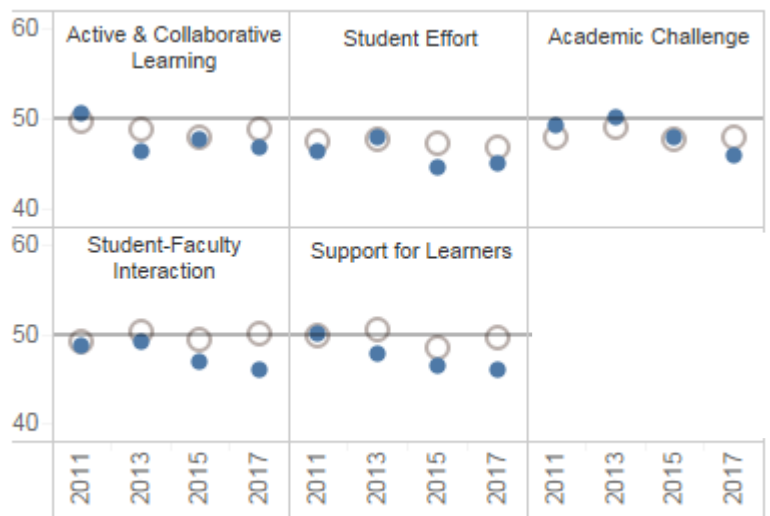 60
Active & Collaborative
Learning
Student Effort
Academic Challenge
50
40
60
Student-Faculty
Interaction
Support for Learners
50
40
2011 2013 2015 2017 2011 2013 2015 2017 2011 2013 2015 2017